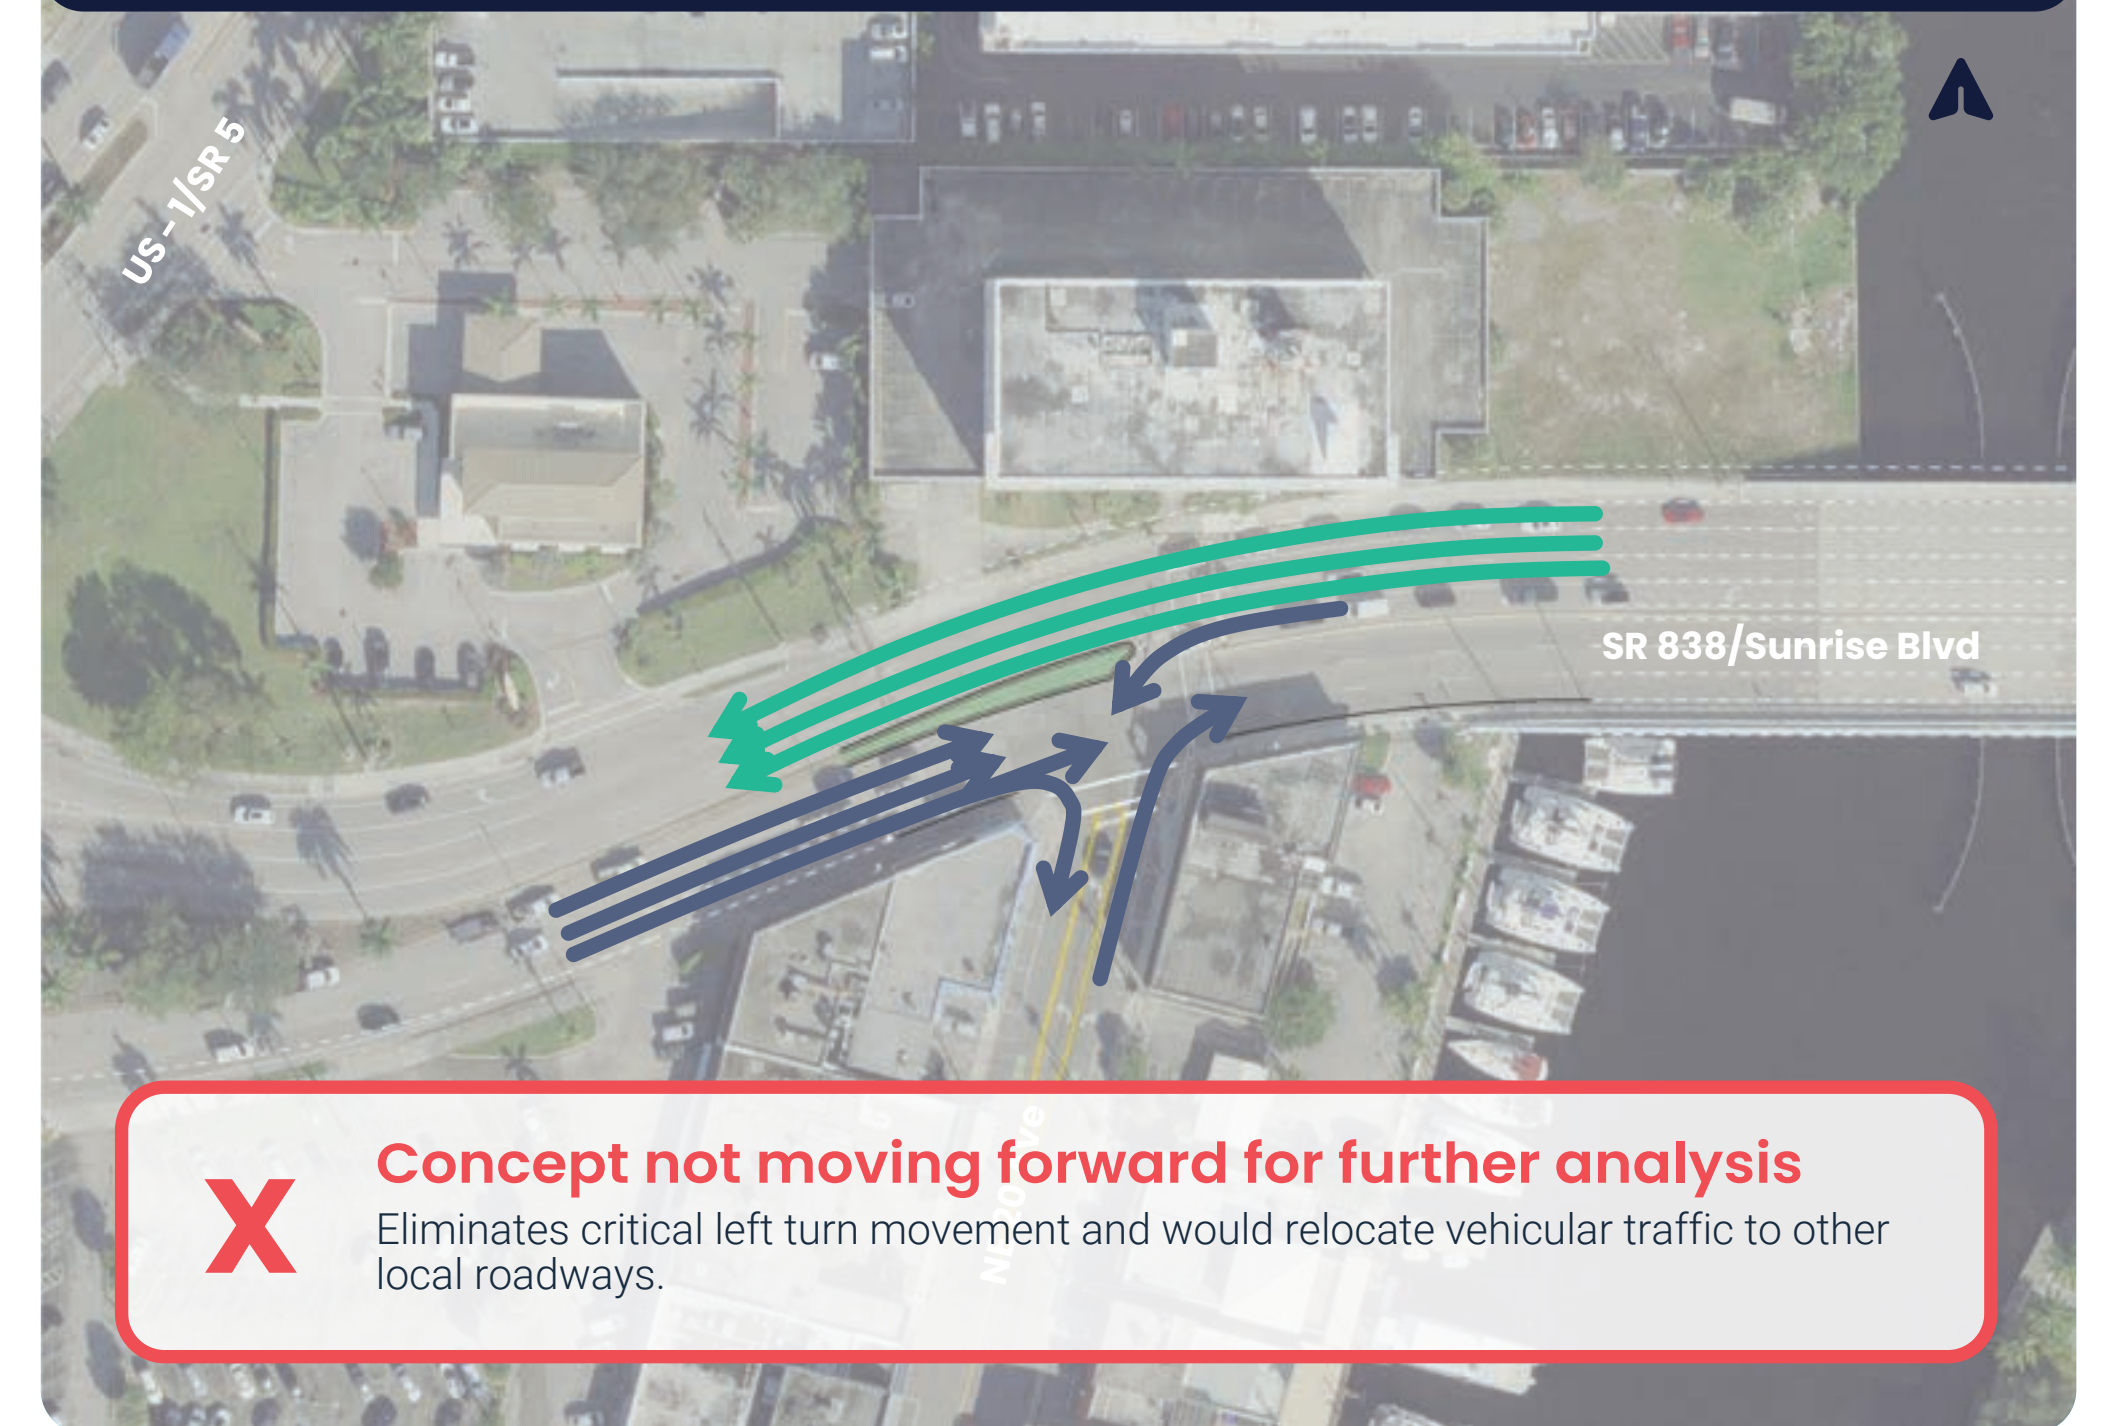 US-1/SR 5
SR 838/Sunrise Blvd
Concept not moving forward for further analysis
Eliminates critical left turn movement and would relocate vehicular traffic to other
local roadways.